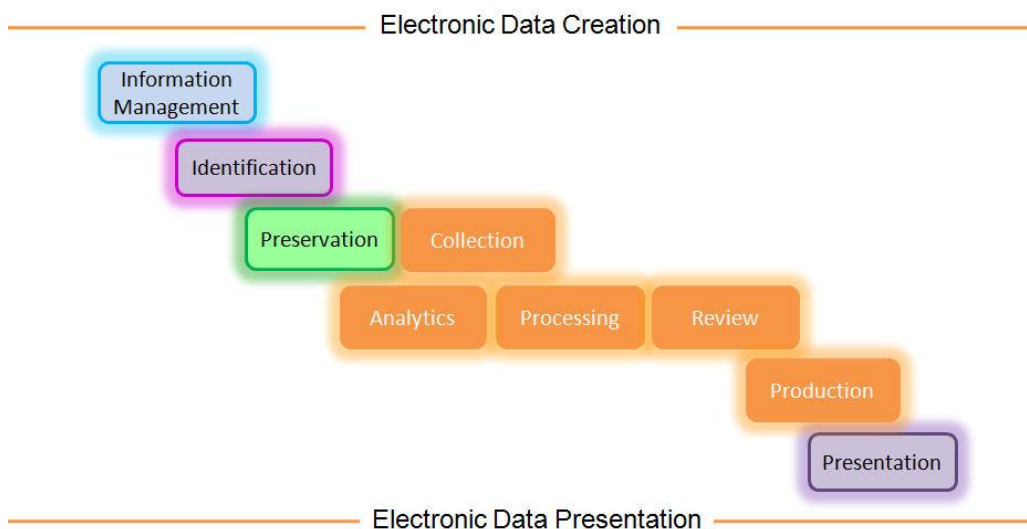 Electronic Data Creation
Information
Management
Identification
Preservation
Collection
Analytics
Processing
Review
Production
Presentation
Electronic Data Presentation